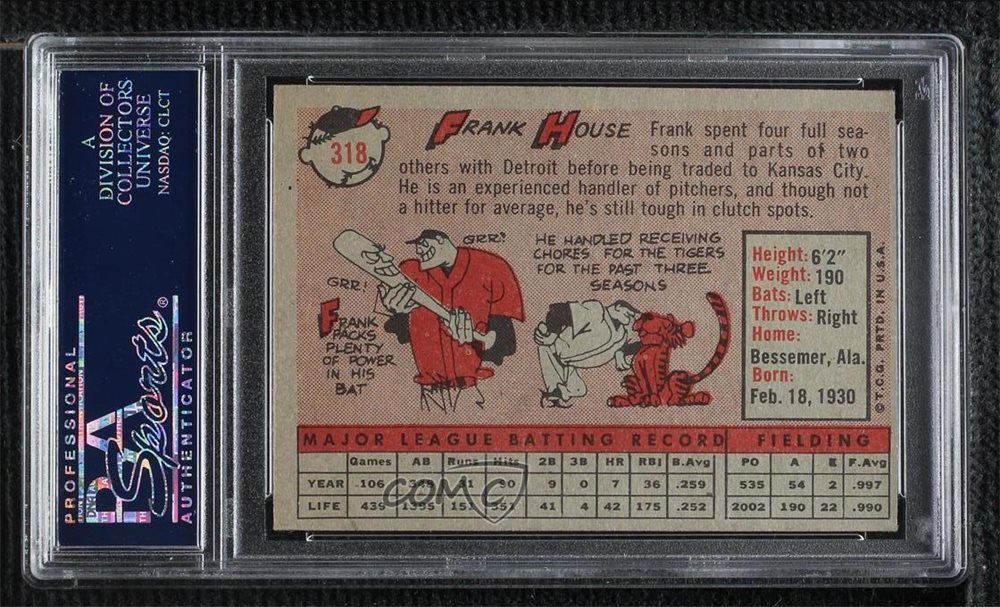 A
DIVISION OF
COLLECTORS
UNIVERSE
NASDAQ: CLCT
PROFESSIONAL
PSA
Sports®
AUTHENTICATOR
318
FRANK HOUSE Frank spent four full sea-
sons and parts of two
others with Detroit before being traded to Kansas City.
He is an experienced handler of pitchers, and though not
a hitter for average, he's still tough in clutch spots.
GRR!
GRR!
FRANK
PACKS
PLENTY
OF POWER
IN HIS
BAT
HE HANDLED RECEIVING
CHORES FOR THE TIGERS
FOR THE PAST THREE
SEASONS
Height: 6'2"
Weight: 190
Bats: Left
Throws: Right
Home:
Bessemer, Ala.
Born:
Feb. 18, 1930
©T.C.G. PRTD. IN U.S.A.
MAJOR LEAGUE BATTING RECORD FIELDING
Games AB Runs Hits 2B 3B HR RBI B.Avg PO A E F.Avg
YEAR 106 9 0 7 36 .259 535 54 2 .997
LIFE 439 1395 151 351 41 4 42 175 .252 2002 190 22 .990
COMC